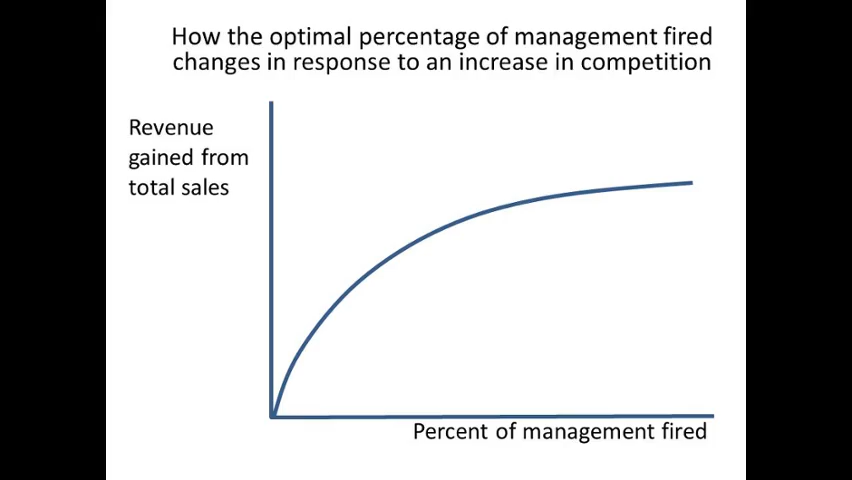 How the optimal percentage of management fired
changes in response to an increase in competition
Revenue
gained from
total sales
Percent of management fired